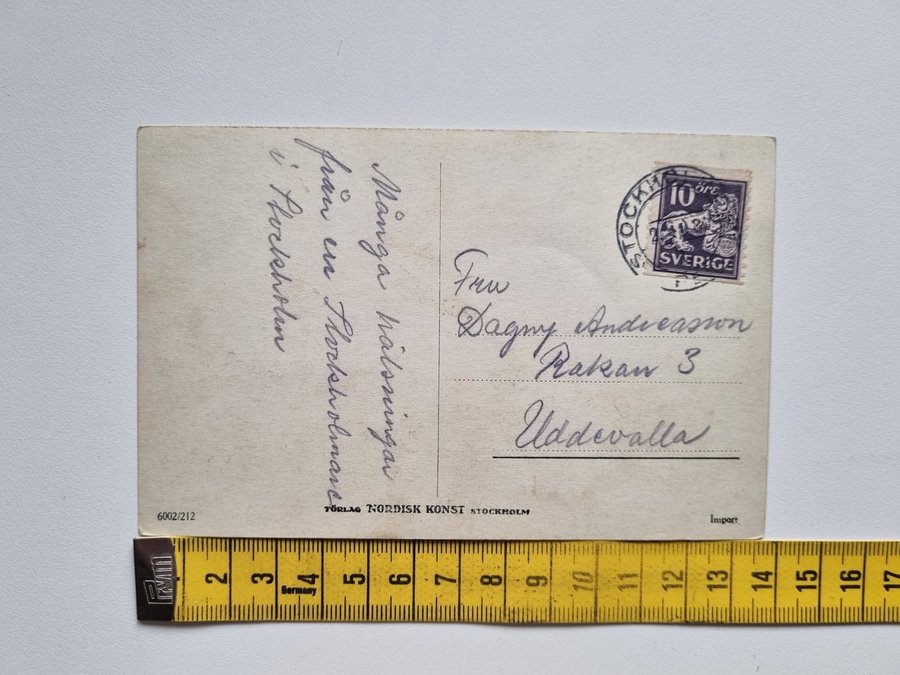 Många hälsningar
från en Stockholmare
i Stockholm
STOCKHOL
10 öre
SVERIGE
Fru
Dagny Andreasson
Rakan 3
Uddevalla
6002/212
FÖRLAG NORDISK KONST STOCKHOLM
Import
2 3 4 5 6 7 8 9 10 11 12 13 14 15 16 17
Germany